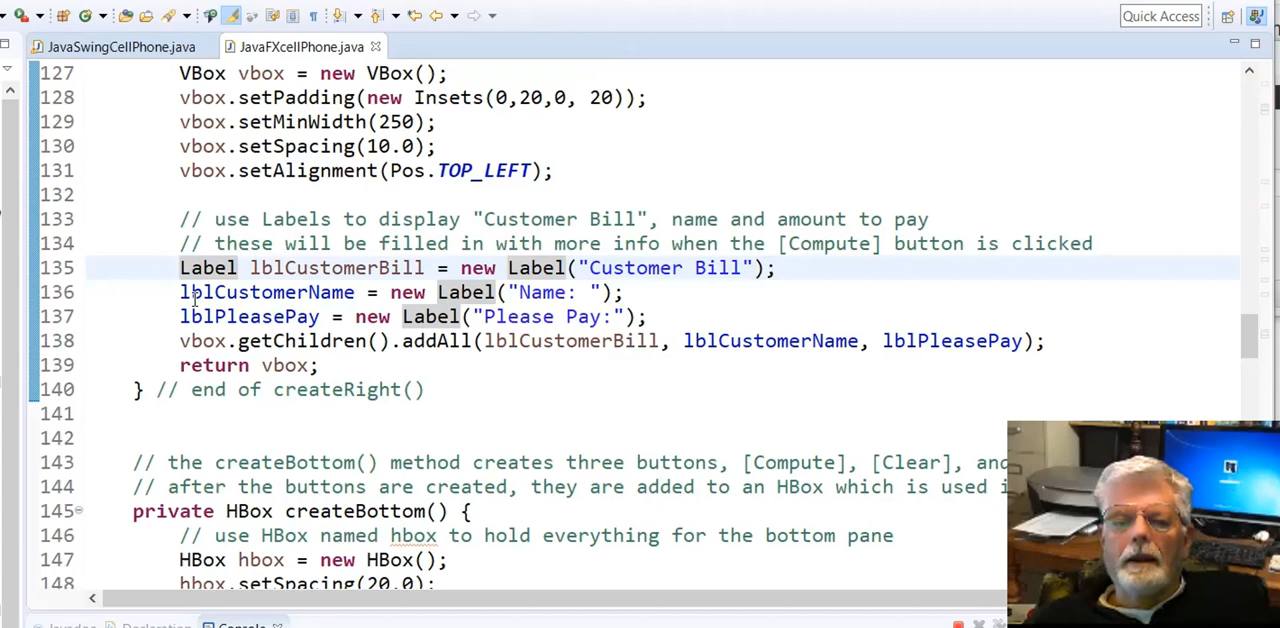 Quick Access
JavaSwingCellPhone.java
JavaFXcellPhone.java
127 VBox vbox = new VBox();
128 vbox.setPadding(new Insets(0,20,0, 20));
129 vbox.setMinWidth(250);
130 vbox.setSpacing(10.0);
131 vbox.setAlignment(Pos.TOP_LEFT);
132
133 // use Labels to display "Customer Bill", name and amount to pay
134 // these will be filled in with more info when the [Compute] button is clicked
135 Label lblCustomerBill = new Label("Customer Bill");
136 lblCustomerName = new Label("Name: ");
137 lblPleasePay = new Label("Please Pay:");
138 vbox.getChildren().addAll(lblCustomerBill, lblCustomerName, lblPleasePay);
139 return vbox;
140 } // end of createRight()
141
142
143 // the createBottom() method creates three buttons, [Compute], [Clear], and
144 // after the buttons are created, they are added to an HBox which is used i
145 private HBox createBottom() {
146 // use HBox named hbox to hold everything for the bottom pane
147 HBox hbox = new HBox();
148 hbox.setSpacing(20.0);
Javadoc Declaration Console